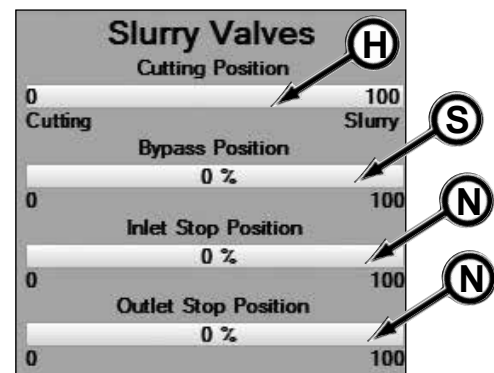 Slurry Valves
H
Cutting Position
0 100
Cutting Slurry
S
Bypass Position
0 %
0 100
N
Inlet Stop Position
0 %
0 100
N
Outlet Stop Position
0 %
0 100